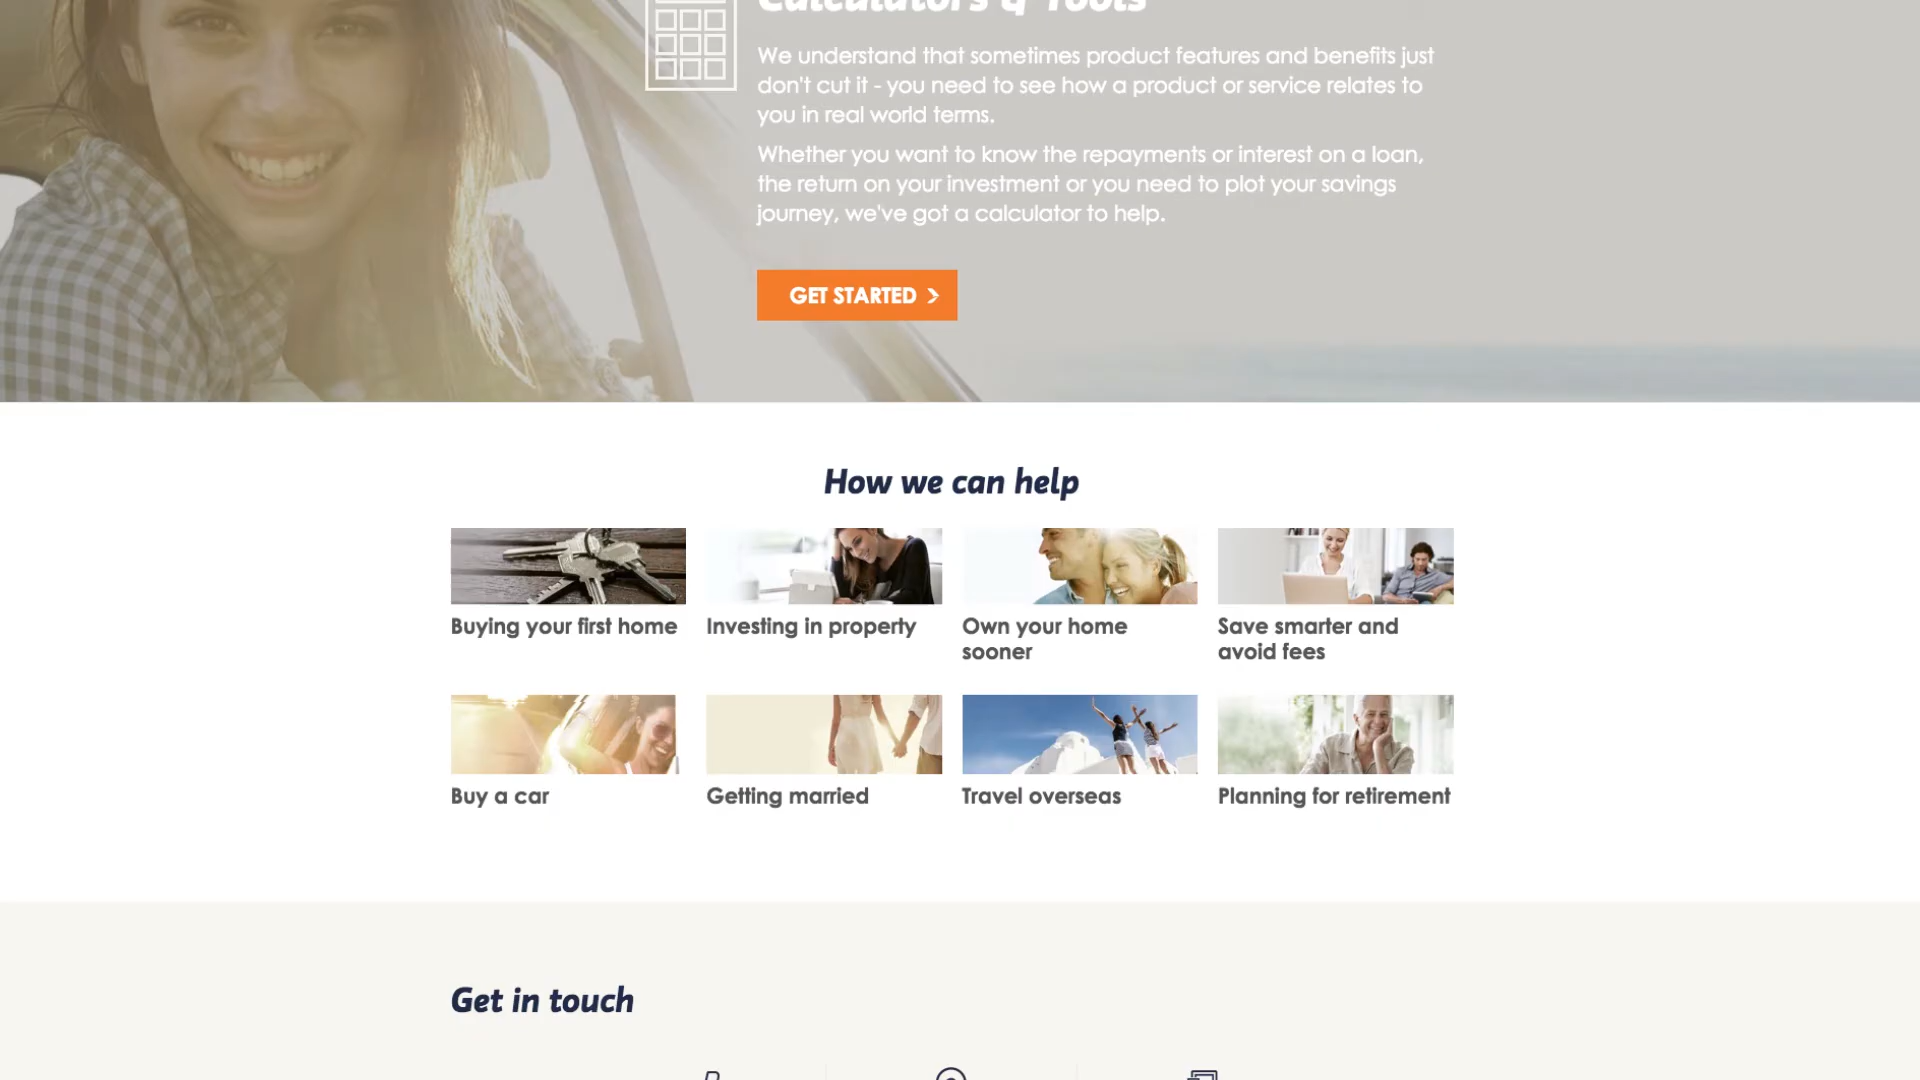 Calculators & Tools
We understand that sometimes product features and benefits just
don't cut it - you need to see how a product or service relates to
you in real world terms.
Whether you want to know the repayments or interest on a loan,
the return on your investment or you need to plot your savings
journey, we've got a calculator to help.
GET STARTED
How we can help
Buying your first home
Investing in property
Own your home
sooner
Save smarter and
avoid fees
Buy a car
Getting married
Travel overseas
Planning for retirement
Get in touch